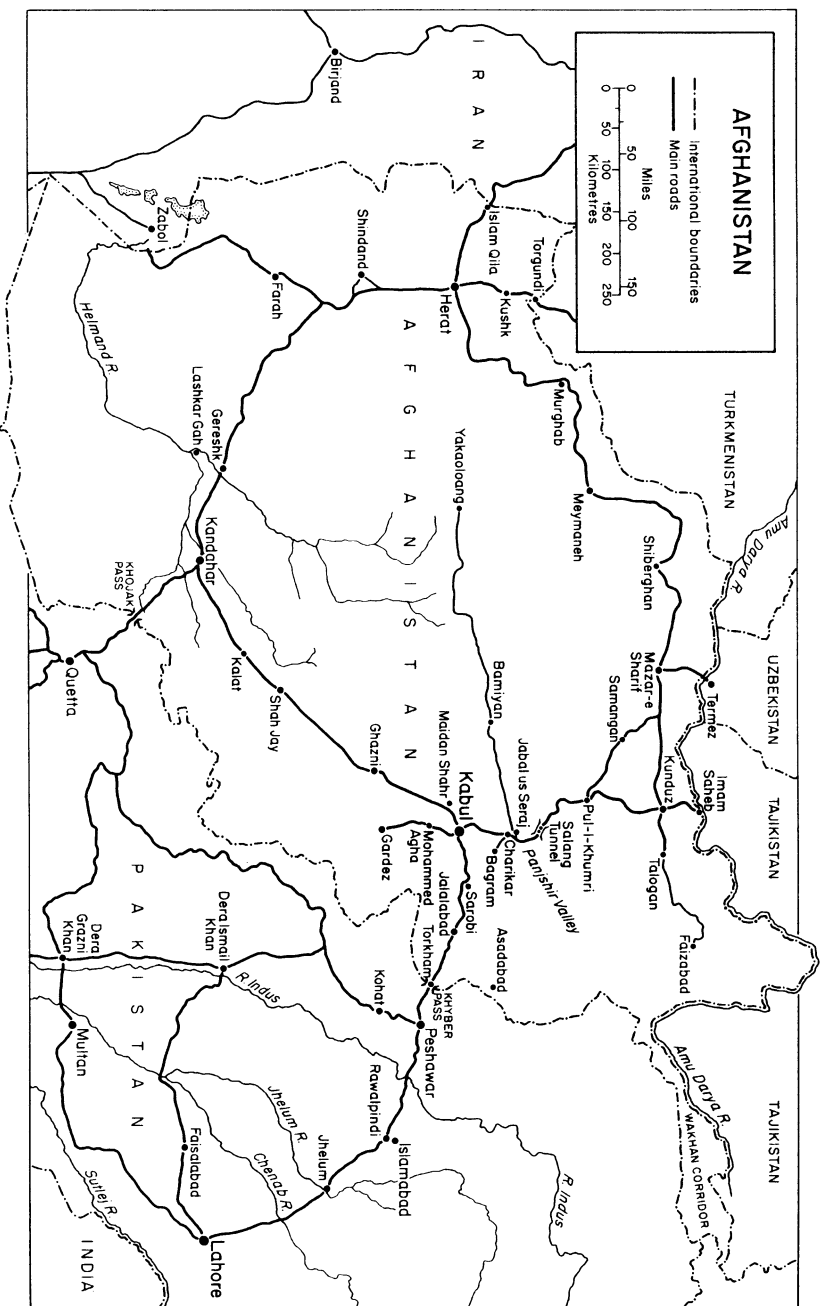 AFGHANISTAN
International boundaries
Main roads
Miles
0
50
100
150
0
50
100
150
200
250
Kilometres
IRAN
TURKMENISTAN
UZBEKISTAN
TAJIKISTAN
TAJIKISTAN
AFGHANISTAN
PAKISTAN
INDIA
Birjand
Zabol
Islam Qila
Torgundi
Kushk
Herat
Shindand
Farah
Helmand R.
Lashkar Gah
Gereshk
Kandahar
KHOJAK
PASS
Quetta
Kalat
Shah Jay
Ghazni
Maidan Shahr
Kabul
Murghab
Meymaneh
Yakaoloang
Bamiyan
Shiberghan
Amu Darya R.
Mazar-e
Sharif
Termez
Samangan
Kunduz
Imam
Saheb
Pul-I-Khumri
Talogan
Faizabad
Salang
Tunnel
Jabal us Seraj
Charikar
Bagram
Panjshir Valley
Mohammed
Agha
Gardez
Sarobi
Jalalabad
Asadabad
Torkham
KHYBER
PASS
Peshawar
Kohat
Amu Darya R.
WAKHAN CORRIDOR
R. Indus
R. Indus
Dera Ismail
Khan
Dera
Grazni
Khan
Multan
Rawalpindi
Islamabad
Jhelum
Jhelum R.
Chenab R.
Faisalabad
Sutlej R.
Lahore